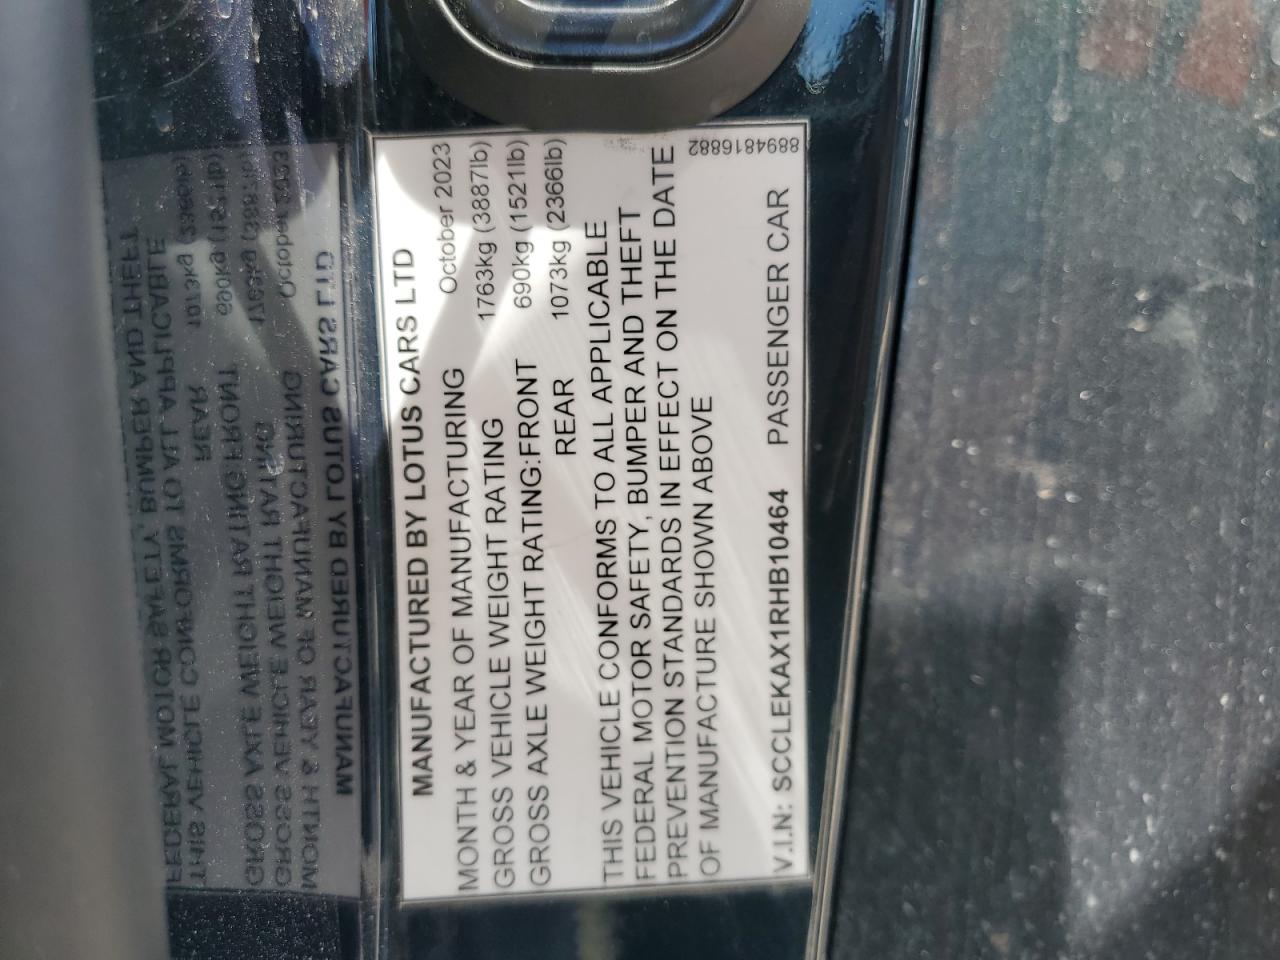 MANUFACTURED BY LOTUS CARS LTD
MONTH & YEAR OF MANUFACTURING October 2023
GROSS VEHICLE WEIGHT RATING 1763kg (3887lb)
GROSS AXLE WEIGHT RATING:FRONT 690kg (1521lb)
REAR 1073kg (2366lb)
THIS VEHICLE CONFORMS TO ALL APPLICABLE
FEDERAL MOTOR SAFETY, BUMPER AND THEFT
PREVENTION STANDARDS IN EFFECT ON THE DATE
OF MANUFACTURE SHOWN ABOVE
V.I.N: SCCLEKAX1RHB10464 PASSENGER CAR
8894816882